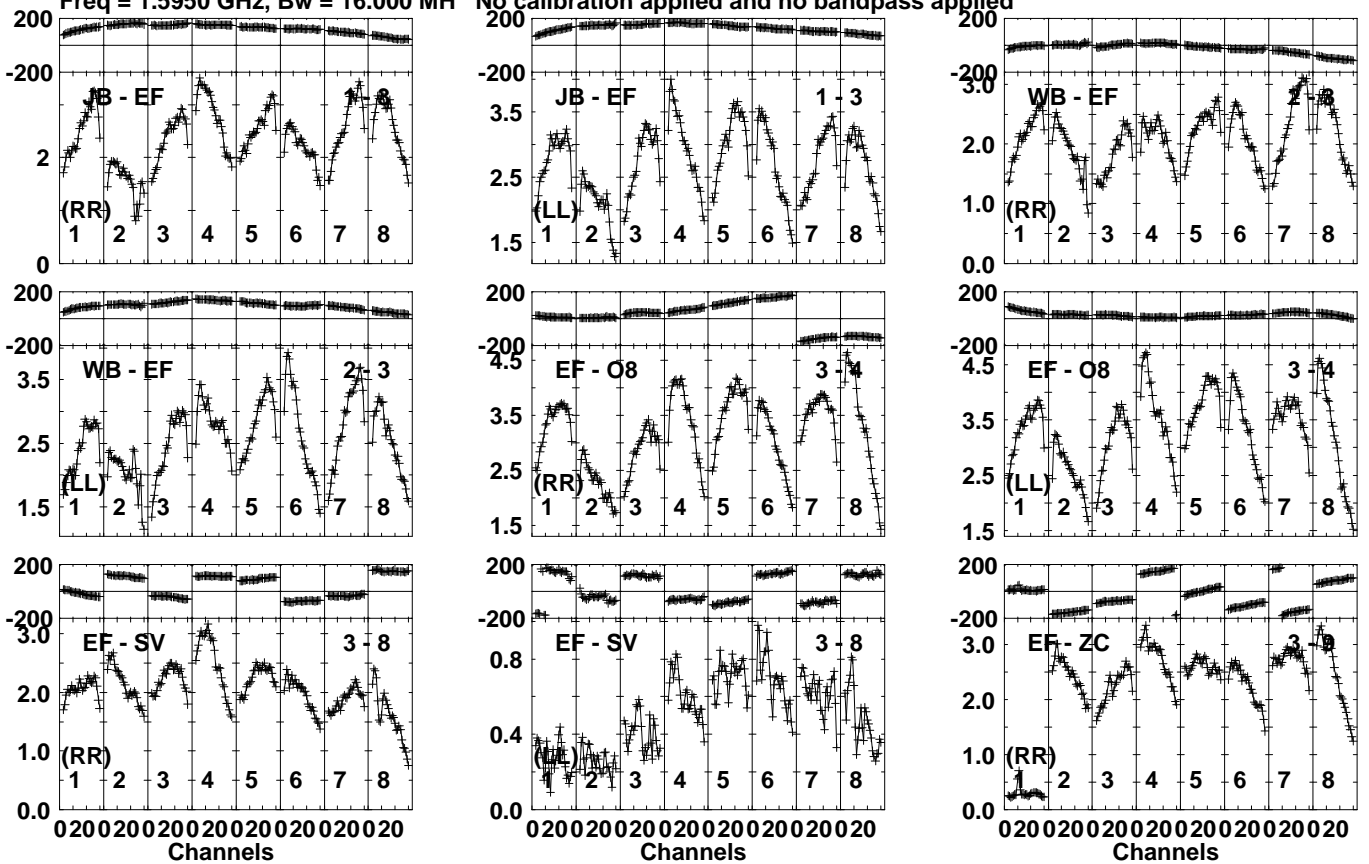 Freq = 1.5950 GHz, Bw = 16.000 MH No calibration applied and no bandpass applied
200 200 200
-200 -200 -200
JB - EF 1 - 3 JB - EF 1 - 3 WB - EF 2 - 3
3.5 3.0
2 2.5 2.0
(RR) (LL) (RR)
1.0
1 2 3 4 5 6 7 8 1 2 3 4 5 6 7 8 1 2 3 4 5 6 7 8
0 1.5 0.0
200 200 200
-200 -200 -200
WB - EF 2 - 3 EF - O8 3 - 4 EF - O8 3 - 4
3.5 4.5 4.5
2.5 3.5 3.5
2.5 2.5
(LL) (RR) (LL)
1 2 3 4 5 6 7 8 1 2 3 4 5 6 7 8 1 2 3 4 5 6 7 8
1.5 1.5 1.5
200 200 200
-200 -200 -200
EF - SV 3 - 8 EF - SV 3 - 8 EF - ZC 3 - 9
3.0 0.8 3.0
2.0 2.0
1.0 0.4 1.0
(RR) (LL) (RR)
1 2 3 4 5 6 7 8 1 2 3 4 5 6 7 8 1 2 3 4 5 6 7 8
0.0 0.0 0.0
0 20 0 20 0 20 0 20 0 20 0 20 0 20 0 20 0 20 0 20 0 20 0 20 0 20 0 20 0 20 0 20 0 20 0 20 0 20 0 20 0 20 0 20 0 20 0 20
Channels Channels Channels